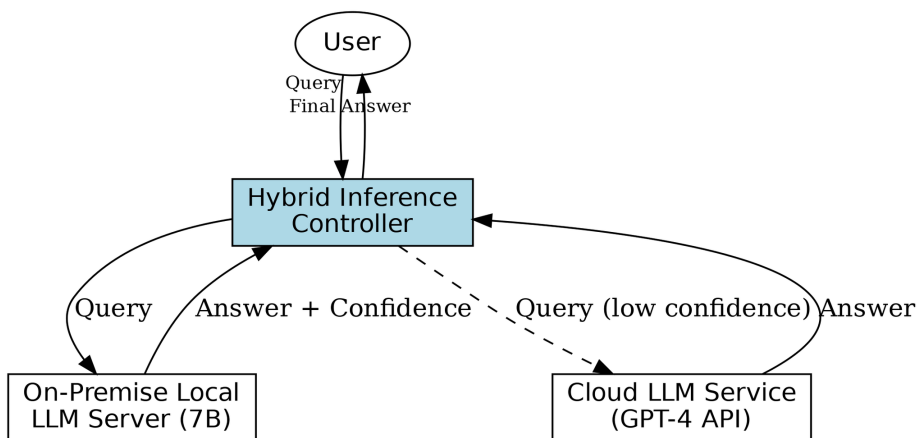 User
Query
Final Answer
Hybrid Inference
Controller
Query
Answer + Confidence
Query (low confidence)
Answer
On-Premise Local
LLM Server (7B)
Cloud LLM Service
(GPT-4 API)